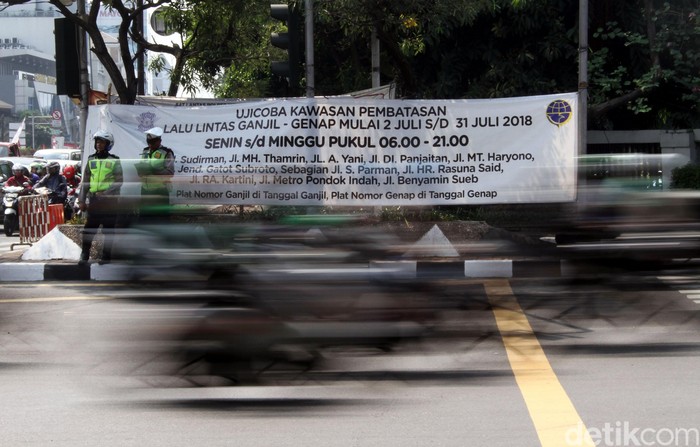 UJICOBA KAWASAN PEMBATASAN
LALU LINTAS GANJIL - GENAP MULAI 2 JULI S/D 31 JULI 2018
SENIN s/d MINGGU PUKUL 06.00 - 21.00
Sudirman, Jl. MH. Thamrin, JL. A. Yani, Jl. DI. Panjaitan, Jl. MT. Haryono,
Jend. Gatot Subroto, Sebagian Jl. S. Parman, Jl. HR. Rasuna Said,
Jl. RA. Kartini, Jl. Metro Pondok Indah, Jl. Benyamin Sueb
Plat Nomor Ganjil di Tanggal Ganjil, Plat Nomor Genap di Tanggal Genap
detikcom